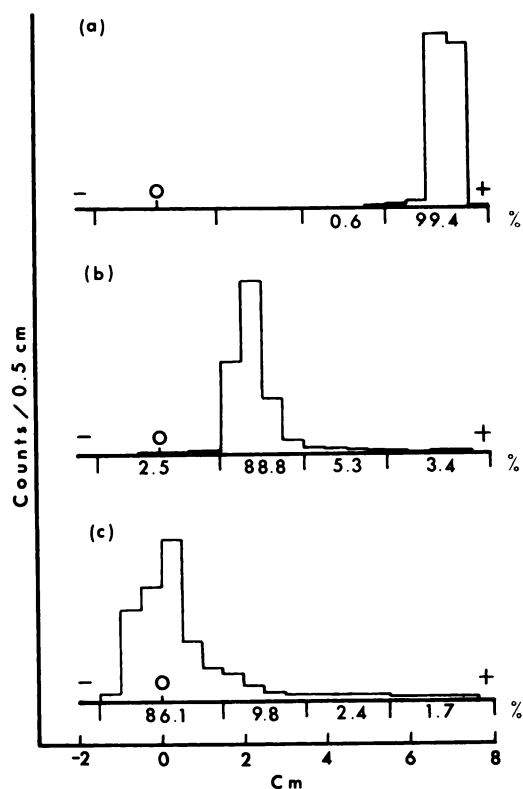 (a)
− O +
0.6 99.4 %
(b)
− O +
2.5 88.8 5.3 3.4 %
(c)
− O +
86.1 9.8 2.4 1.7 %
Counts / 0.5 cm
-2 0 2 4 6 8
Cm